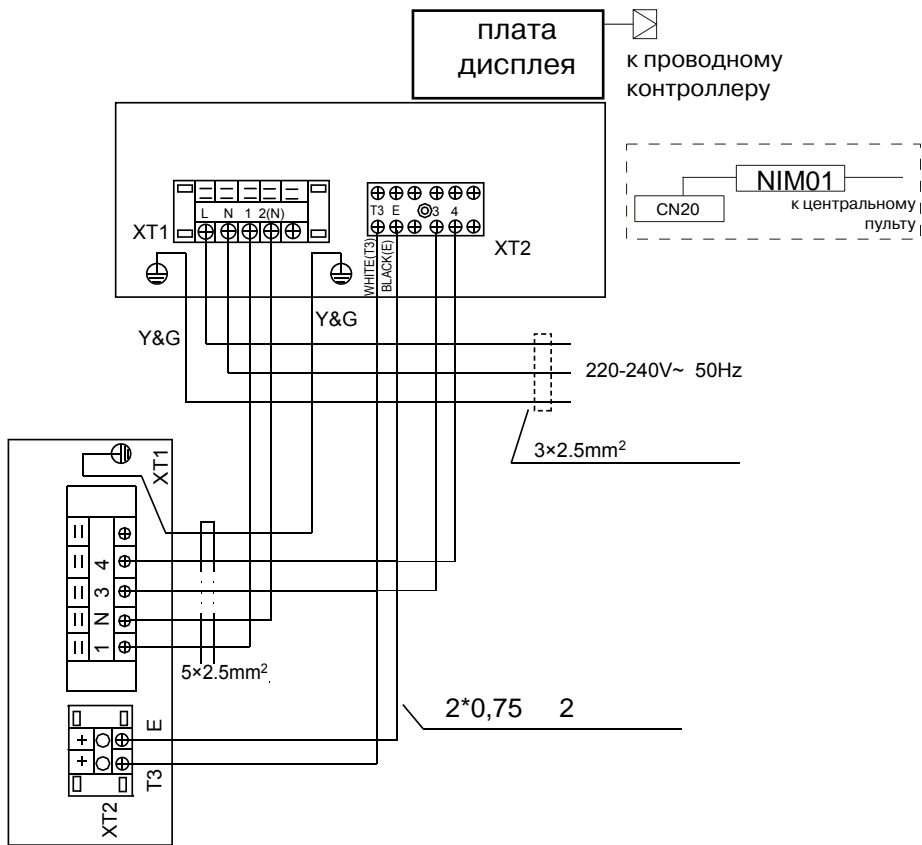 плата
дисплея
к проводному
контроллеру
NIM01
CN20
к центральному
пульту
L N 1 2(N)
XT1
T3 E 3 4
XT2
WHITE(T3)
BLACK(E)
Y&G
Y&G
220-240V~ 50Hz
3×2.5mm²
XT1
4
3
N
1
5×2.5mm²
2*0,75 2
E
T3
XT2